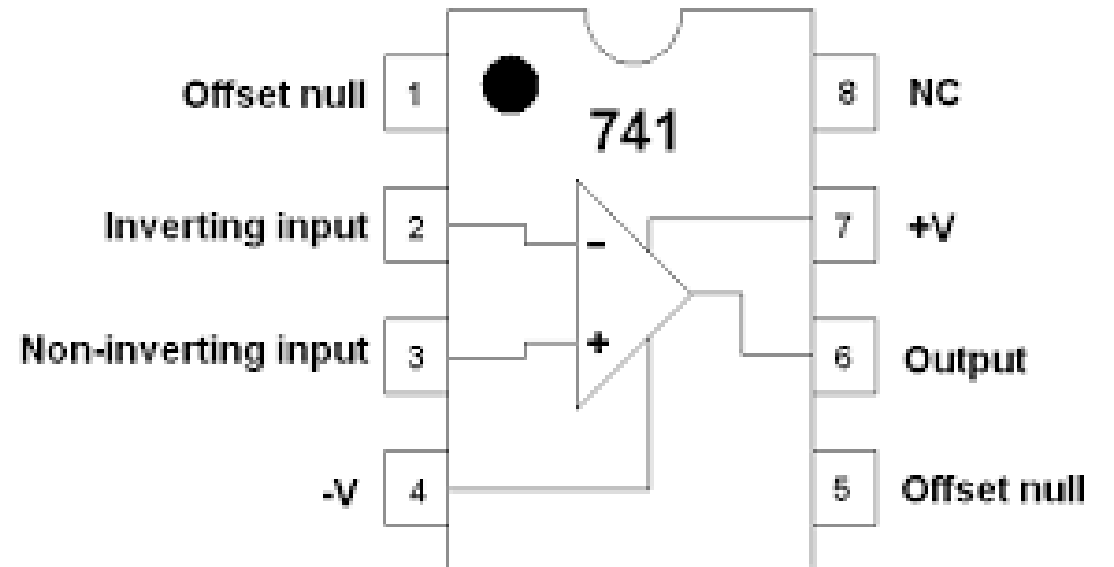 Offset null 1
8 NC
741
Inverting input 2
-
7 +V
Non-inverting input 3
+
6 Output
-V 4
5 Offset null